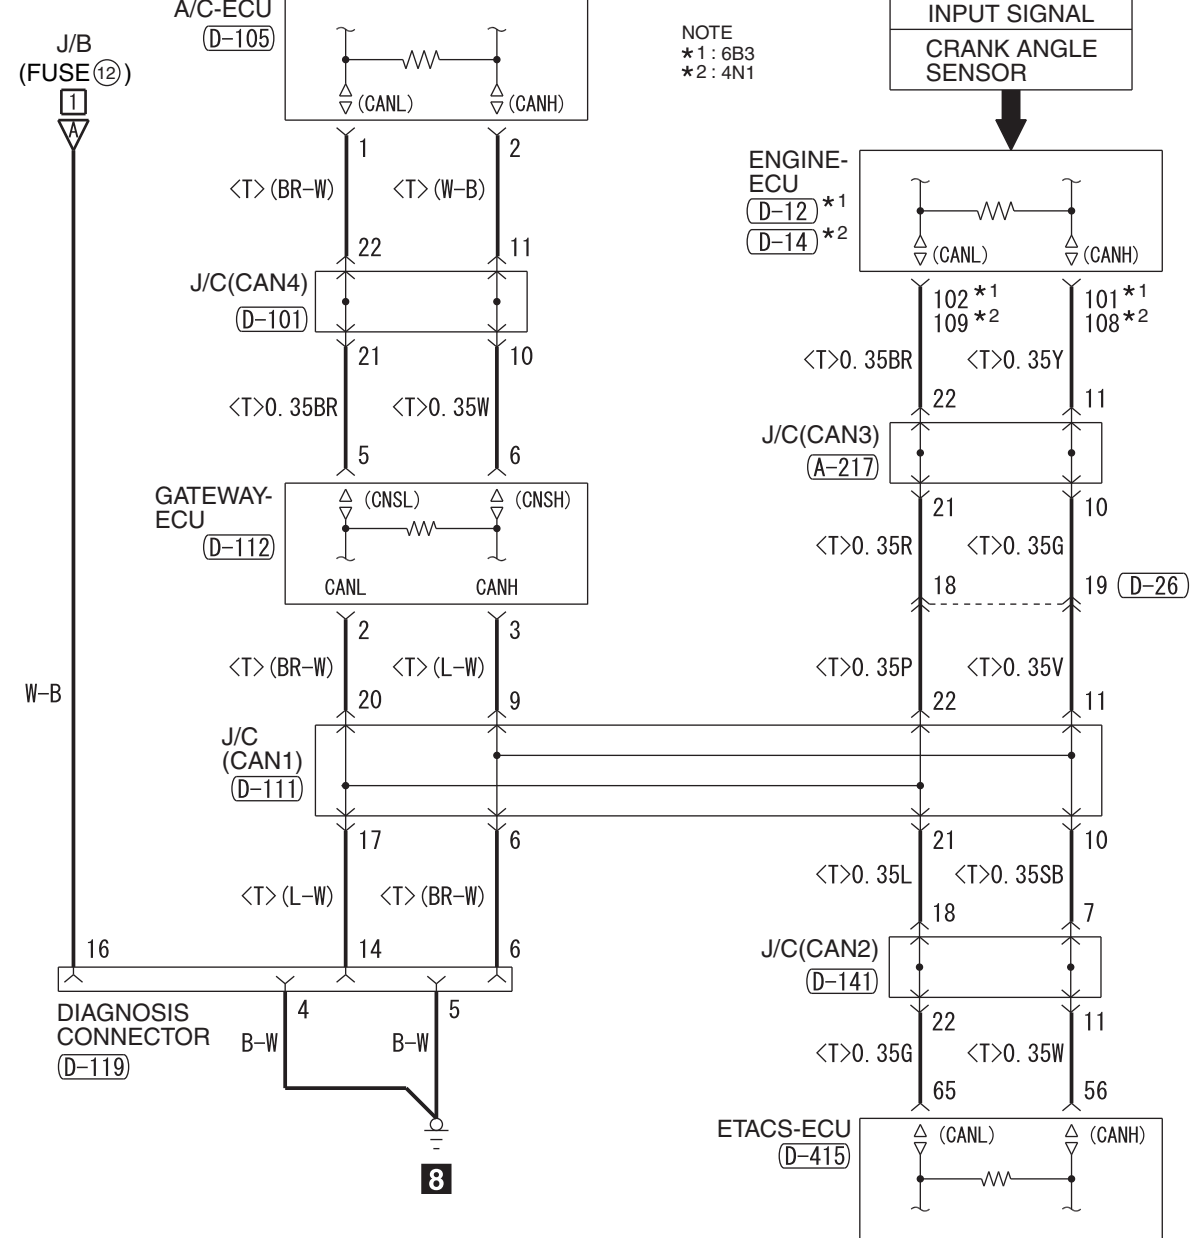 A/C-ECU
(D-105)
J/B
(FUSE⑫)
1
A
(CANL)
(CANH)
1
2
<T>(BR-W)
<T>(W-B)
22
11
J/C(CAN4)
(D-101)
21
10
<T>0. 35BR
<T>0. 35W
5
6
GATEWAY-
ECU
(D-112)
(CNSL)
(CNSH)
CANL
CANH
2
3
<T>(BR-W)
<T>(L-W)
20
9
W-B
J/C
(CAN1)
(D-111)
17
6
<T>(L-W)
<T>(BR-W)
16
14
6
DIAGNOSIS
CONNECTOR
(D-119)
4
5
B-W
B-W
8
NOTE
*1 : 6B3
*2 : 4N1
INPUT SIGNAL
CRANK ANGLE
SENSOR
ENGINE-
ECU
(D-12)*1
(D-14)*2
(CANL)
(CANH)
102*1
109*2
101*1
108*2
<T>0. 35BR
<T>0. 35Y
22
11
J/C(CAN3)
(A-217)
21
10
<T>0. 35R
<T>0. 35G
18
19 (D-26)
<T>0. 35P
<T>0. 35V
22
11
21
10
<T>0. 35L
<T>0. 35SB
18
7
J/C(CAN2)
(D-141)
22
11
<T>0. 35G
<T>0. 35W
65
56
ETACS-ECU
(D-415)
(CANL)
(CANH)